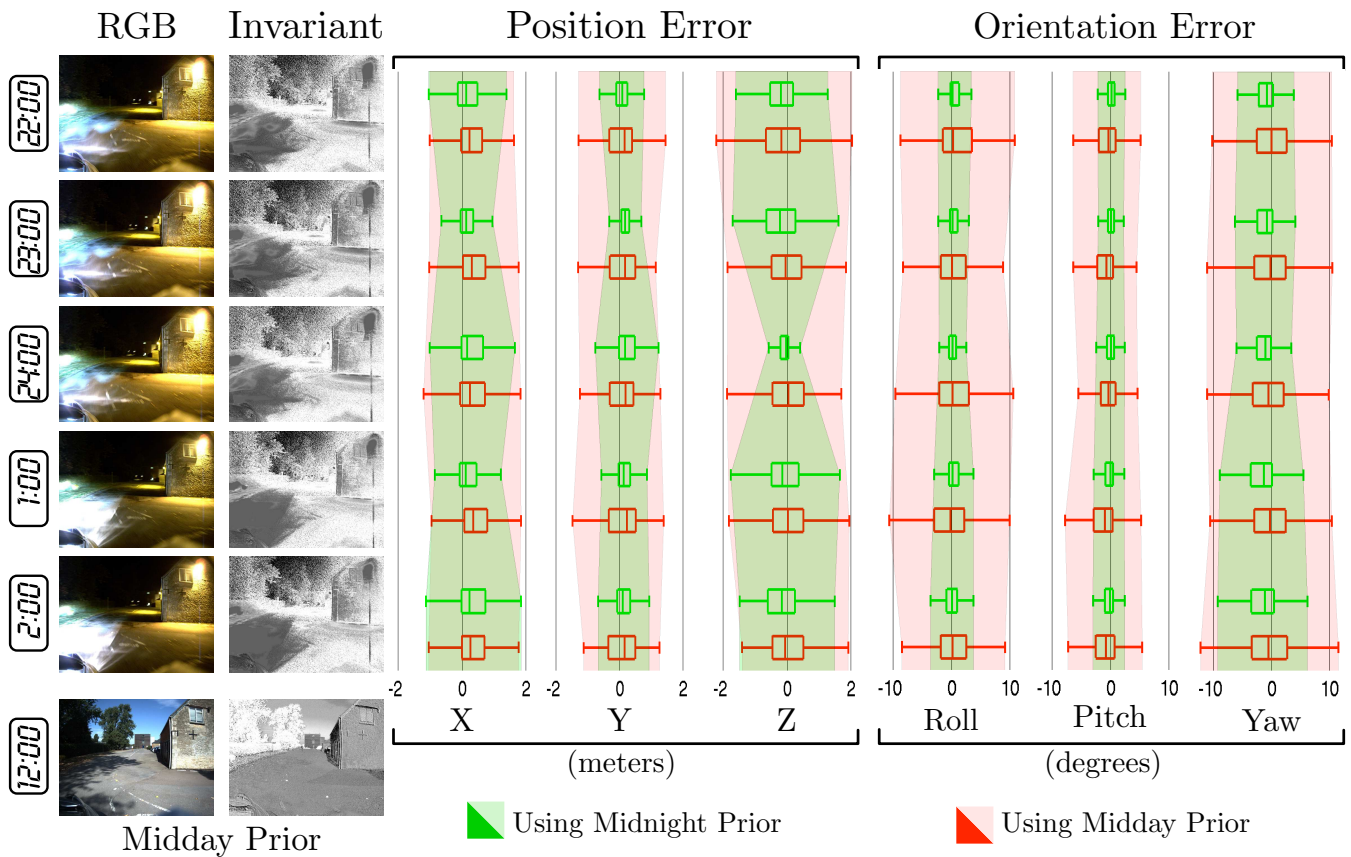 RGB Invariant Position Error Orientation Error
22:00
23:00
24:00
1:00
2:00
12:00
-2 0 2 -2 0 2 -2 0 2 -10 0 10 -10 0 10 -10 0 10
X Y Z Roll Pitch Yaw
(meters) (degrees)
Using Midnight Prior Using Midday Prior
Midday Prior